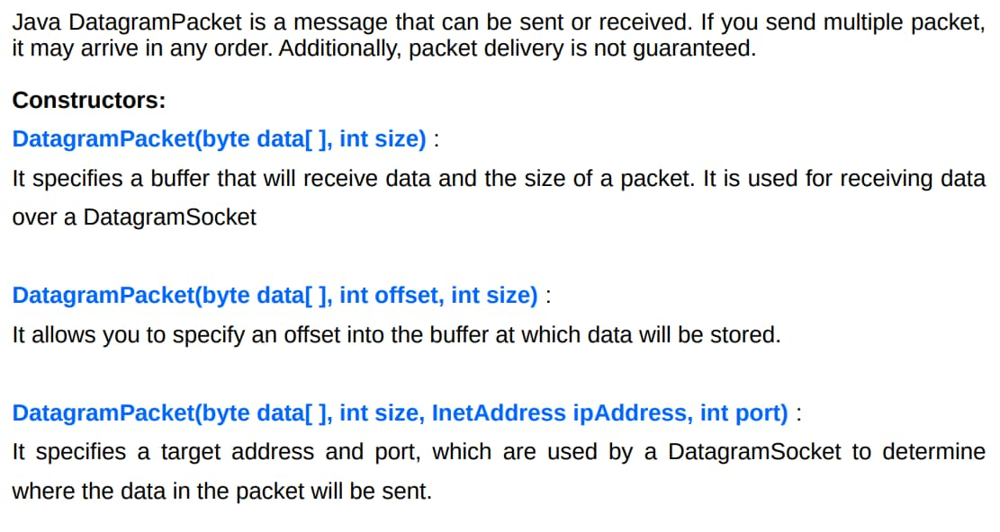 Java DatagramPacket is a message that can be sent or received. If you send multiple packet,
it may arrive in any order. Additionally, packet delivery is not guaranteed.
Constructors:
DatagramPacket(byte data[ ], int size) :
It specifies a buffer that will receive data and the size of a packet. It is used for receiving data
over a DatagramSocket
DatagramPacket(byte data[ ], int offset, int size) :
It allows you to specify an offset into the buffer at which data will be stored.
DatagramPacket(byte data[ ], int size, InetAddress ipAddress, int port) :
It specifies a target address and port, which are used by a DatagramSocket to determine
where the data in the packet will be sent.